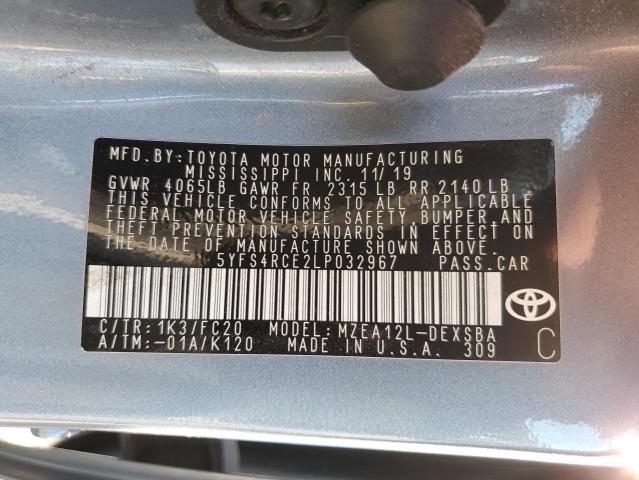 MFD. BY: TOYOTA MOTOR MANUFACTURING
MISSISSIPPI INC. 11/19
GVWR 4065LB GAWR FR 2315 LB RR 2140 LB
THIS VEHICLE CONFORMS TO ALL APPLICABLE
FEDERAL MOTOR VEHICLE SAFETY BUMPER AND
THEFT PREVENTION STANDARDS IN EFFECT ON
THE DATE OF MANUFACTURE SHOWN ABOVE.
5YFS4RCE2LP032967 PASS.CAR
C/TR: 1K3/FC20 MODEL: MZEA12L-DEXSBA
A/TM: -01A/K120 MADE IN U.S.A. 309
C